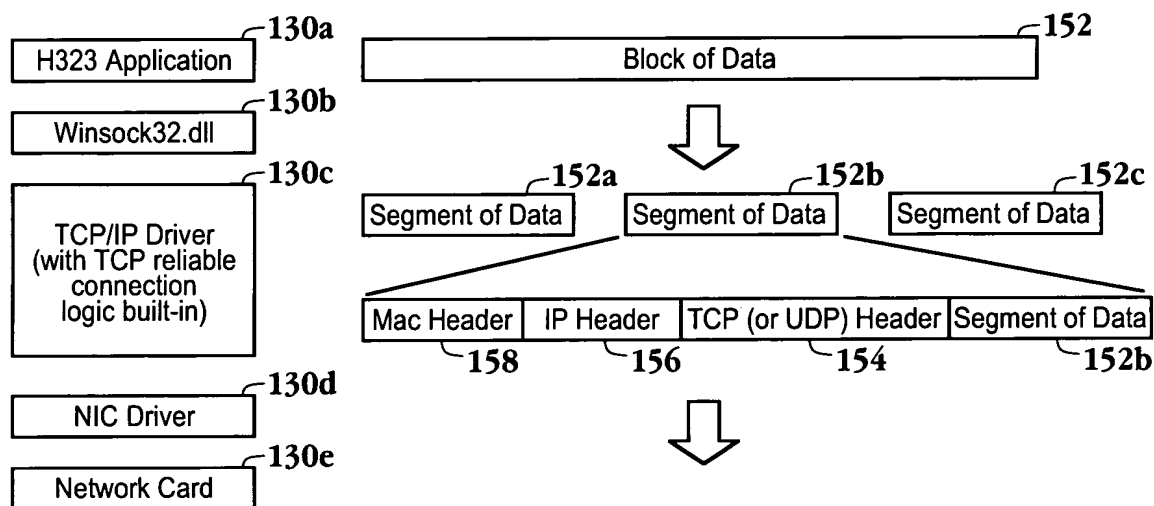 130a
H323 Application
152
Block of Data
130b
Winsock32.dll
130c
TCP/IP Driver
(with TCP reliable
connection
logic built-in)
152a
152b
152c
Segment of Data
Segment of Data
Segment of Data
Mac Header
IP Header
TCP (or UDP) Header
Segment of Data
158
156
154
152b
130d
NIC Driver
130e
Network Card